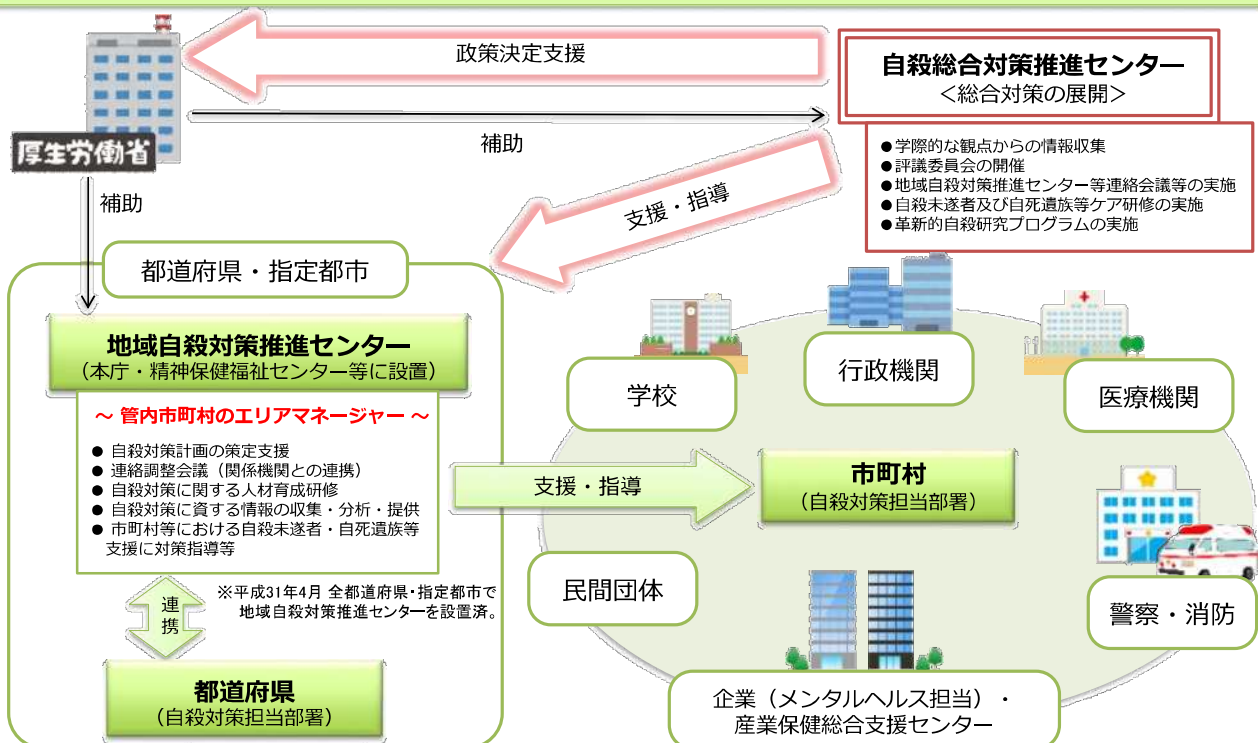 政策決定支援
自殺総合対策推進センター
＜総合対策の展開＞
補助
厚生労働省
●学際的な観点からの情報収集
●評議委員会の開催
●地域自殺対策推進センター等連絡会議等の実施
●自殺未遂者及び自死遺族等ケア研修の実施
●革新的自殺研究プログラムの実施
補助
支援・指導
都道府県・指定都市
地域自殺対策推進センター
（本庁・精神保健福祉センター等に設置）
～ 管内市町村のエリアマネージャー ～
● 自殺対策計画の策定支援
● 連絡調整会議（関係機関との連携）
● 自殺対策に関する人材育成研修
● 自殺対策に資する情報の収集・分析・提供
● 市町村等における自殺未遂者・自死遺族等
支援に対策指導等
連携
※平成31年4月 全都道府県・指定都市で
地域自殺対策推進センターを設置済。
都道府県
（自殺対策担当部署）
支援・指導
学校
行政機関
医療機関
市町村
（自殺対策担当部署）
民間団体
警察・消防
企業（メンタルヘルス担当）・
産業保健総合支援センター